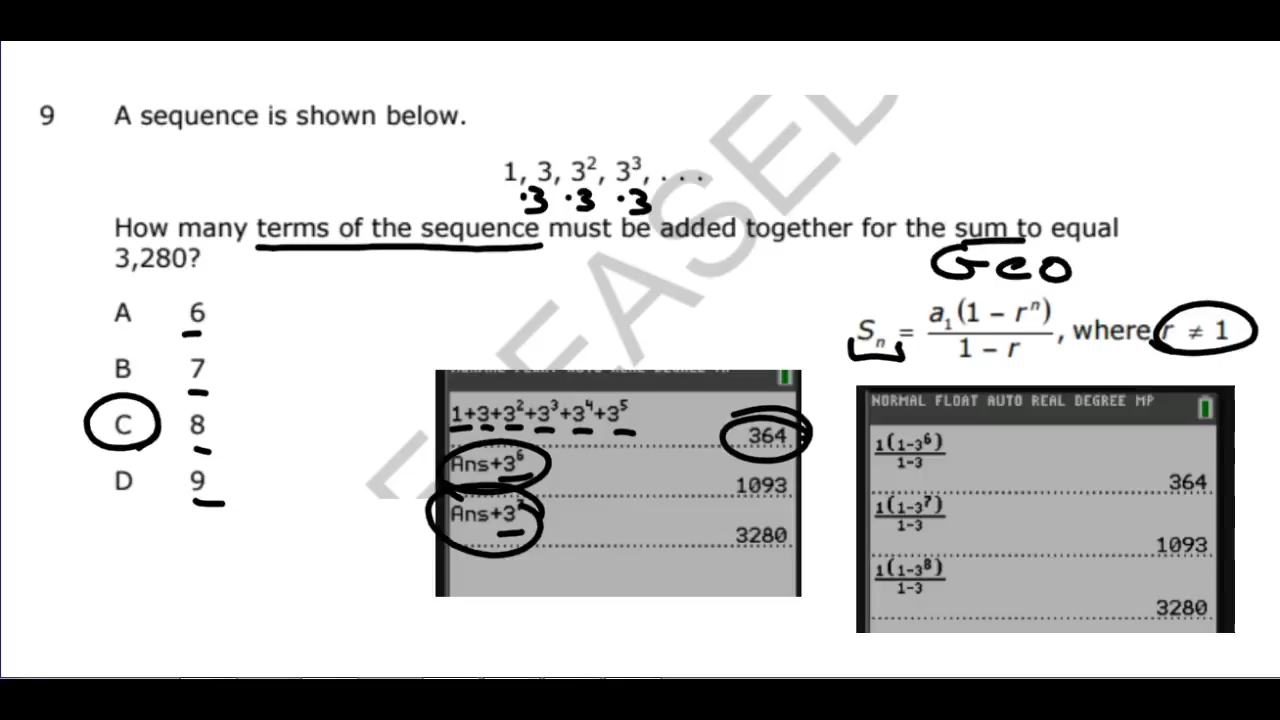 9 A sequence is shown below.
1, 3, 3², 3³, . . .
·3 ·3 ·3
How many terms of the sequence must be added together for the sum to equal
3,280?
Geo
A 6
B 7
C 8
D 9
Sₙ = a₁(1 − rⁿ) / (1 − r), where r ≠ 1
1+3+3²+3³+3⁴+3⁵
364
Ans+3⁶
1093
Ans+3⁷
3280
NORMAL FLOAT AUTO REAL DEGREE MP
1(1-3⁶) / 1-3
364
1(1-3⁷) / 1-3
1093
1(1-3⁸) / 1-3
3280
EASED